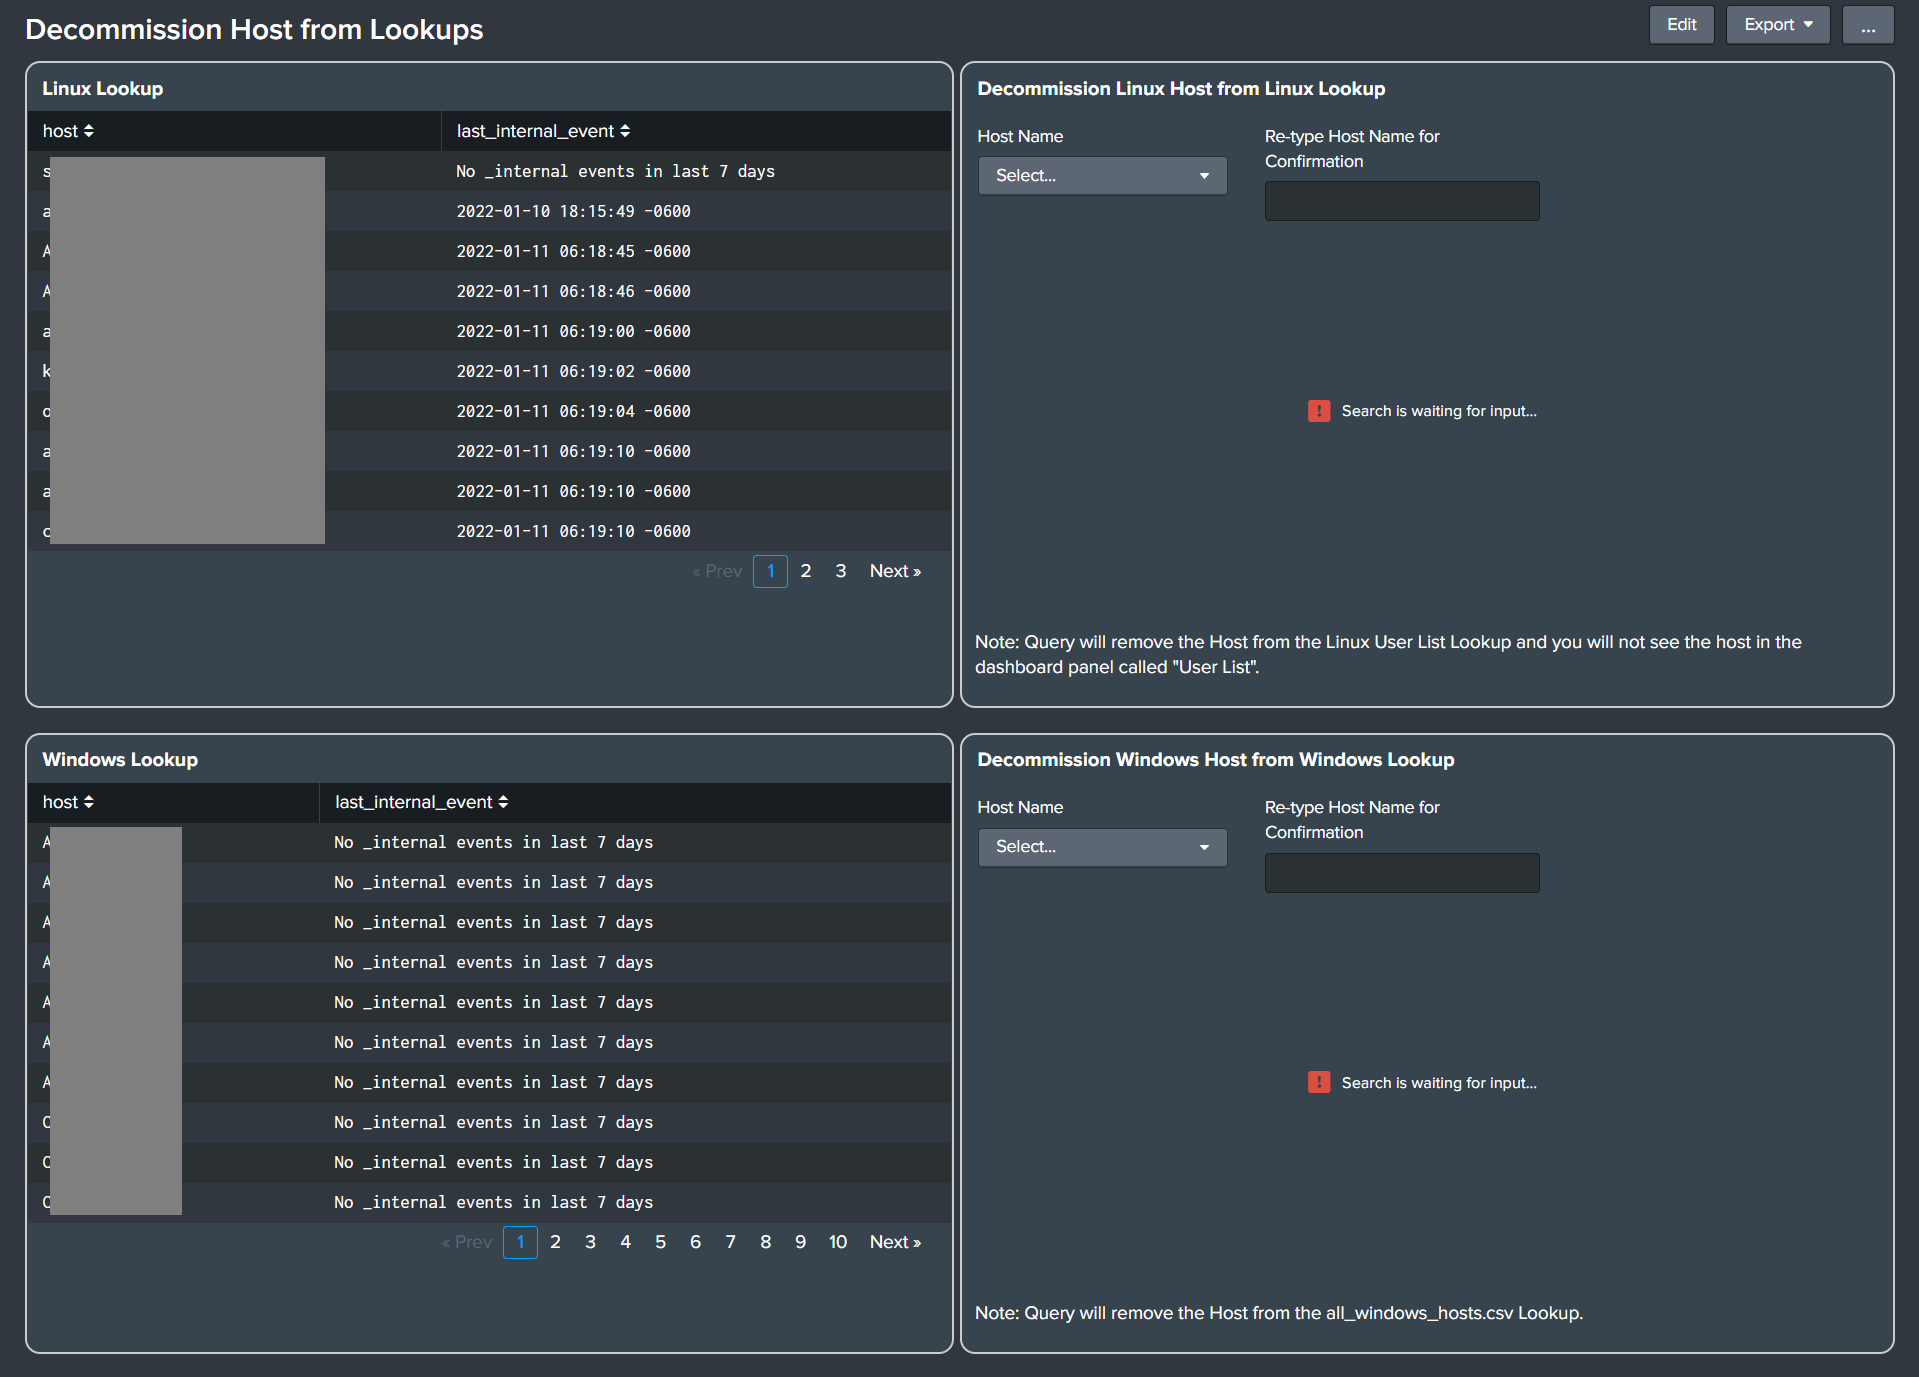 Decommission Host from Lookups
Edit
Export
...
Linux Lookup
host
last_internal_event
s
No _internal events in last 7 days
a
2022-01-10 18:15:49 -0600
A
2022-01-11 06:18:45 -0600
A
2022-01-11 06:18:46 -0600
a
2022-01-11 06:19:00 -0600
k
2022-01-11 06:19:02 -0600
o
2022-01-11 06:19:04 -0600
a
2022-01-11 06:19:10 -0600
a
2022-01-11 06:19:10 -0600
c
2022-01-11 06:19:10 -0600
« Prev 1 2 3 Next »
Decommission Linux Host from Linux Lookup
Host Name
Select...
Re-type Host Name for
Confirmation
Search is waiting for input...
Note: Query will remove the Host from the Linux User List Lookup and you will not see the host in the
dashboard panel called "User List".
Windows Lookup
host
last_internal_event
A
No _internal events in last 7 days
A
No _internal events in last 7 days
A
No _internal events in last 7 days
A
No _internal events in last 7 days
A
No _internal events in last 7 days
A
No _internal events in last 7 days
A
No _internal events in last 7 days
C
No _internal events in last 7 days
C
No _internal events in last 7 days
C
No _internal events in last 7 days
« Prev 1 2 3 4 5 6 7 8 9 10 Next »
Decommission Windows Host from Windows Lookup
Host Name
Select...
Re-type Host Name for
Confirmation
Search is waiting for input...
Note: Query will remove the Host from the all_windows_hosts.csv Lookup.